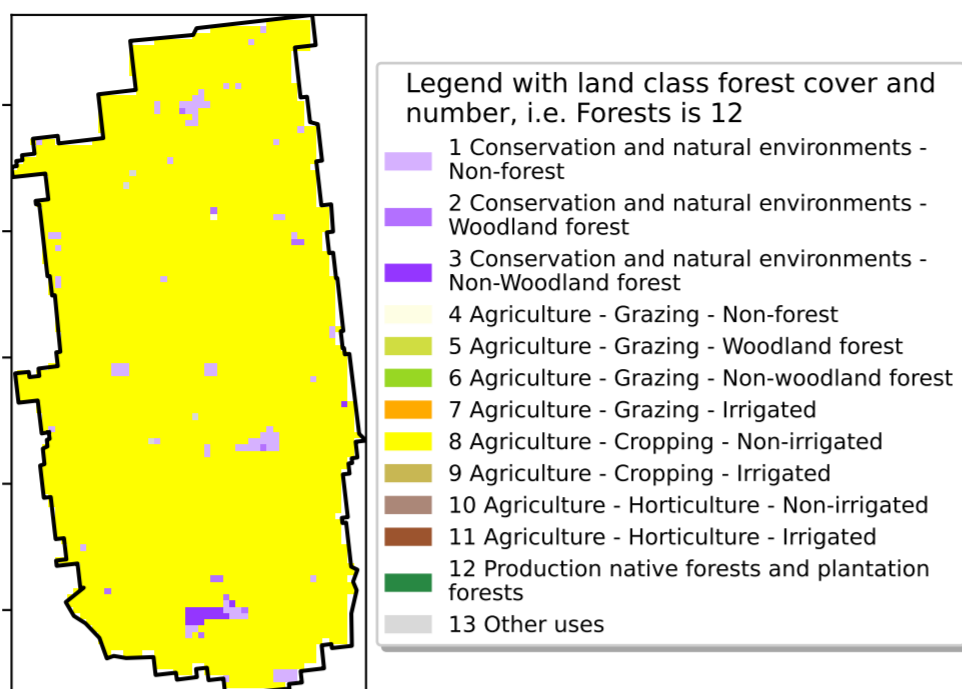 Legend with land class forest cover and
number, i.e. Forests is 12
1 Conservation and natural environments -
Non-forest
2 Conservation and natural environments -
Woodland forest
3 Conservation and natural environments -
Non-Woodland forest
4 Agriculture - Grazing - Non-forest
5 Agriculture - Grazing - Woodland forest
6 Agriculture - Grazing - Non-woodland forest
7 Agriculture - Grazing - Irrigated
8 Agriculture - Cropping - Non-irrigated
9 Agriculture - Cropping - Irrigated
10 Agriculture - Horticulture - Non-irrigated
11 Agriculture - Horticulture - Irrigated
12 Production native forests and plantation
forests
13 Other uses